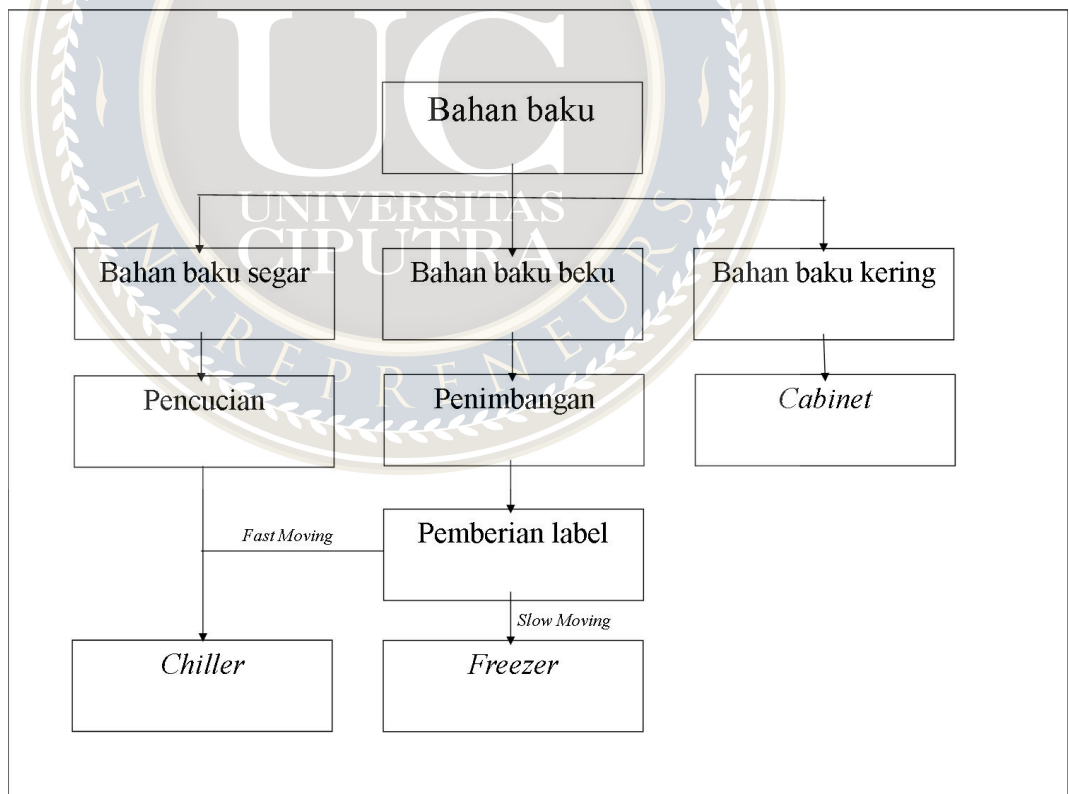 UC
UNIVERSITAS
CIPUTRA
ENTREPRENEURS
Bahan baku
Bahan baku segar
Bahan baku beku
Bahan baku kering
Pencucian
Penimbangan
Cabinet
Fast Moving
Pemberian label
Slow Moving
Chiller
Freezer